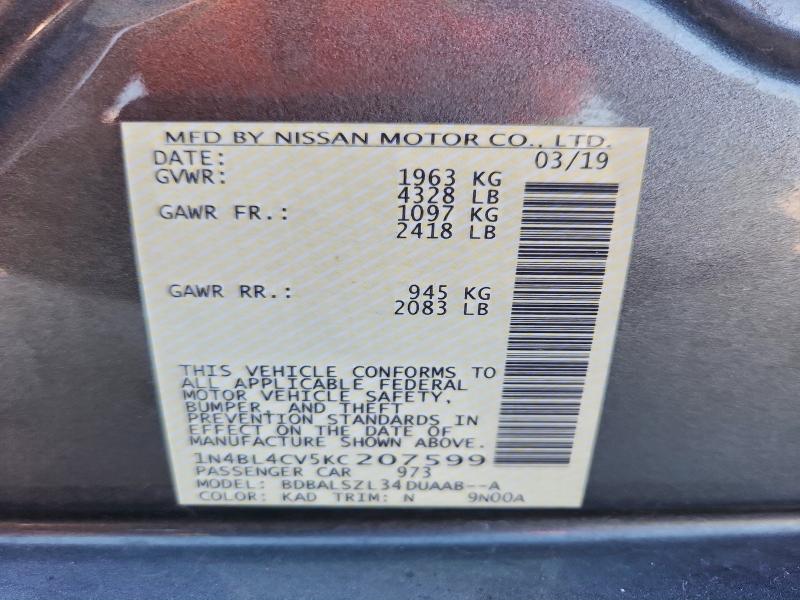 MFD BY NISSAN MOTOR CO., LTD.
DATE: 03/19
GVWR: 1963 KG
4328 LB
GAWR FR.: 1097 KG
2418 LB
GAWR RR.: 945 KG
2083 LB
THIS VEHICLE CONFORMS TO
ALL APPLICABLE FEDERAL
MOTOR VEHICLE SAFETY,
BUMPER, AND THEFT
PREVENTION STANDARDS IN
EFFECT ON THE DATE OF
MANUFACTURE SHOWN ABOVE.
1N4BL4CV5KC207599
PASSENGER CAR 973
MODEL: BDBALSZL34DUAAB--A
COLOR: KAD TRIM: N 9N00A